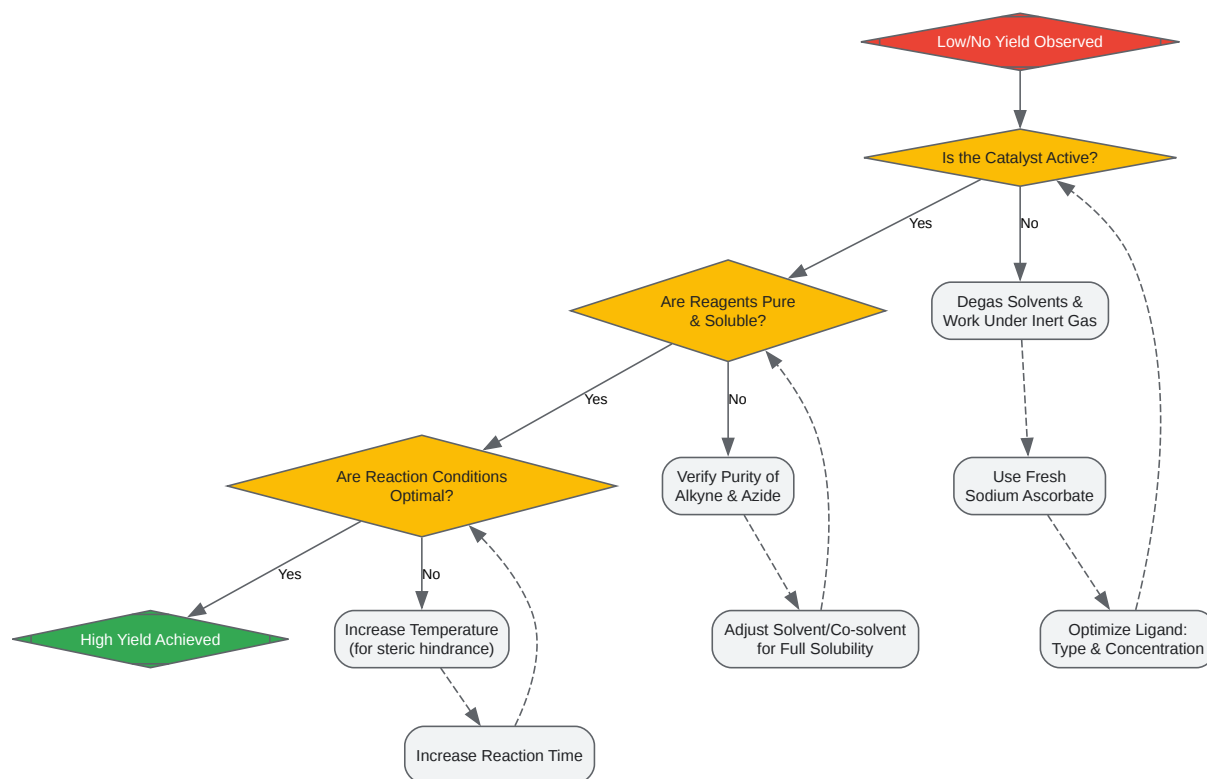 Low/No Yield Observed
Is the Catalyst Active?
Yes
No
Are Reagents Pure
& Soluble?
Degas Solvents &
Work Under Inert Gas
Yes
No
Are Reaction Conditions
Optimal?
Verify Purity of
Alkyne & Azide
Use Fresh
Sodium Ascorbate
Yes
No
High Yield Achieved
Increase Temperature
(for steric hindrance)
Adjust Solvent/Co-solvent
for Full Solubility
Optimize Ligand:
Type & Concentration
Increase Reaction Time